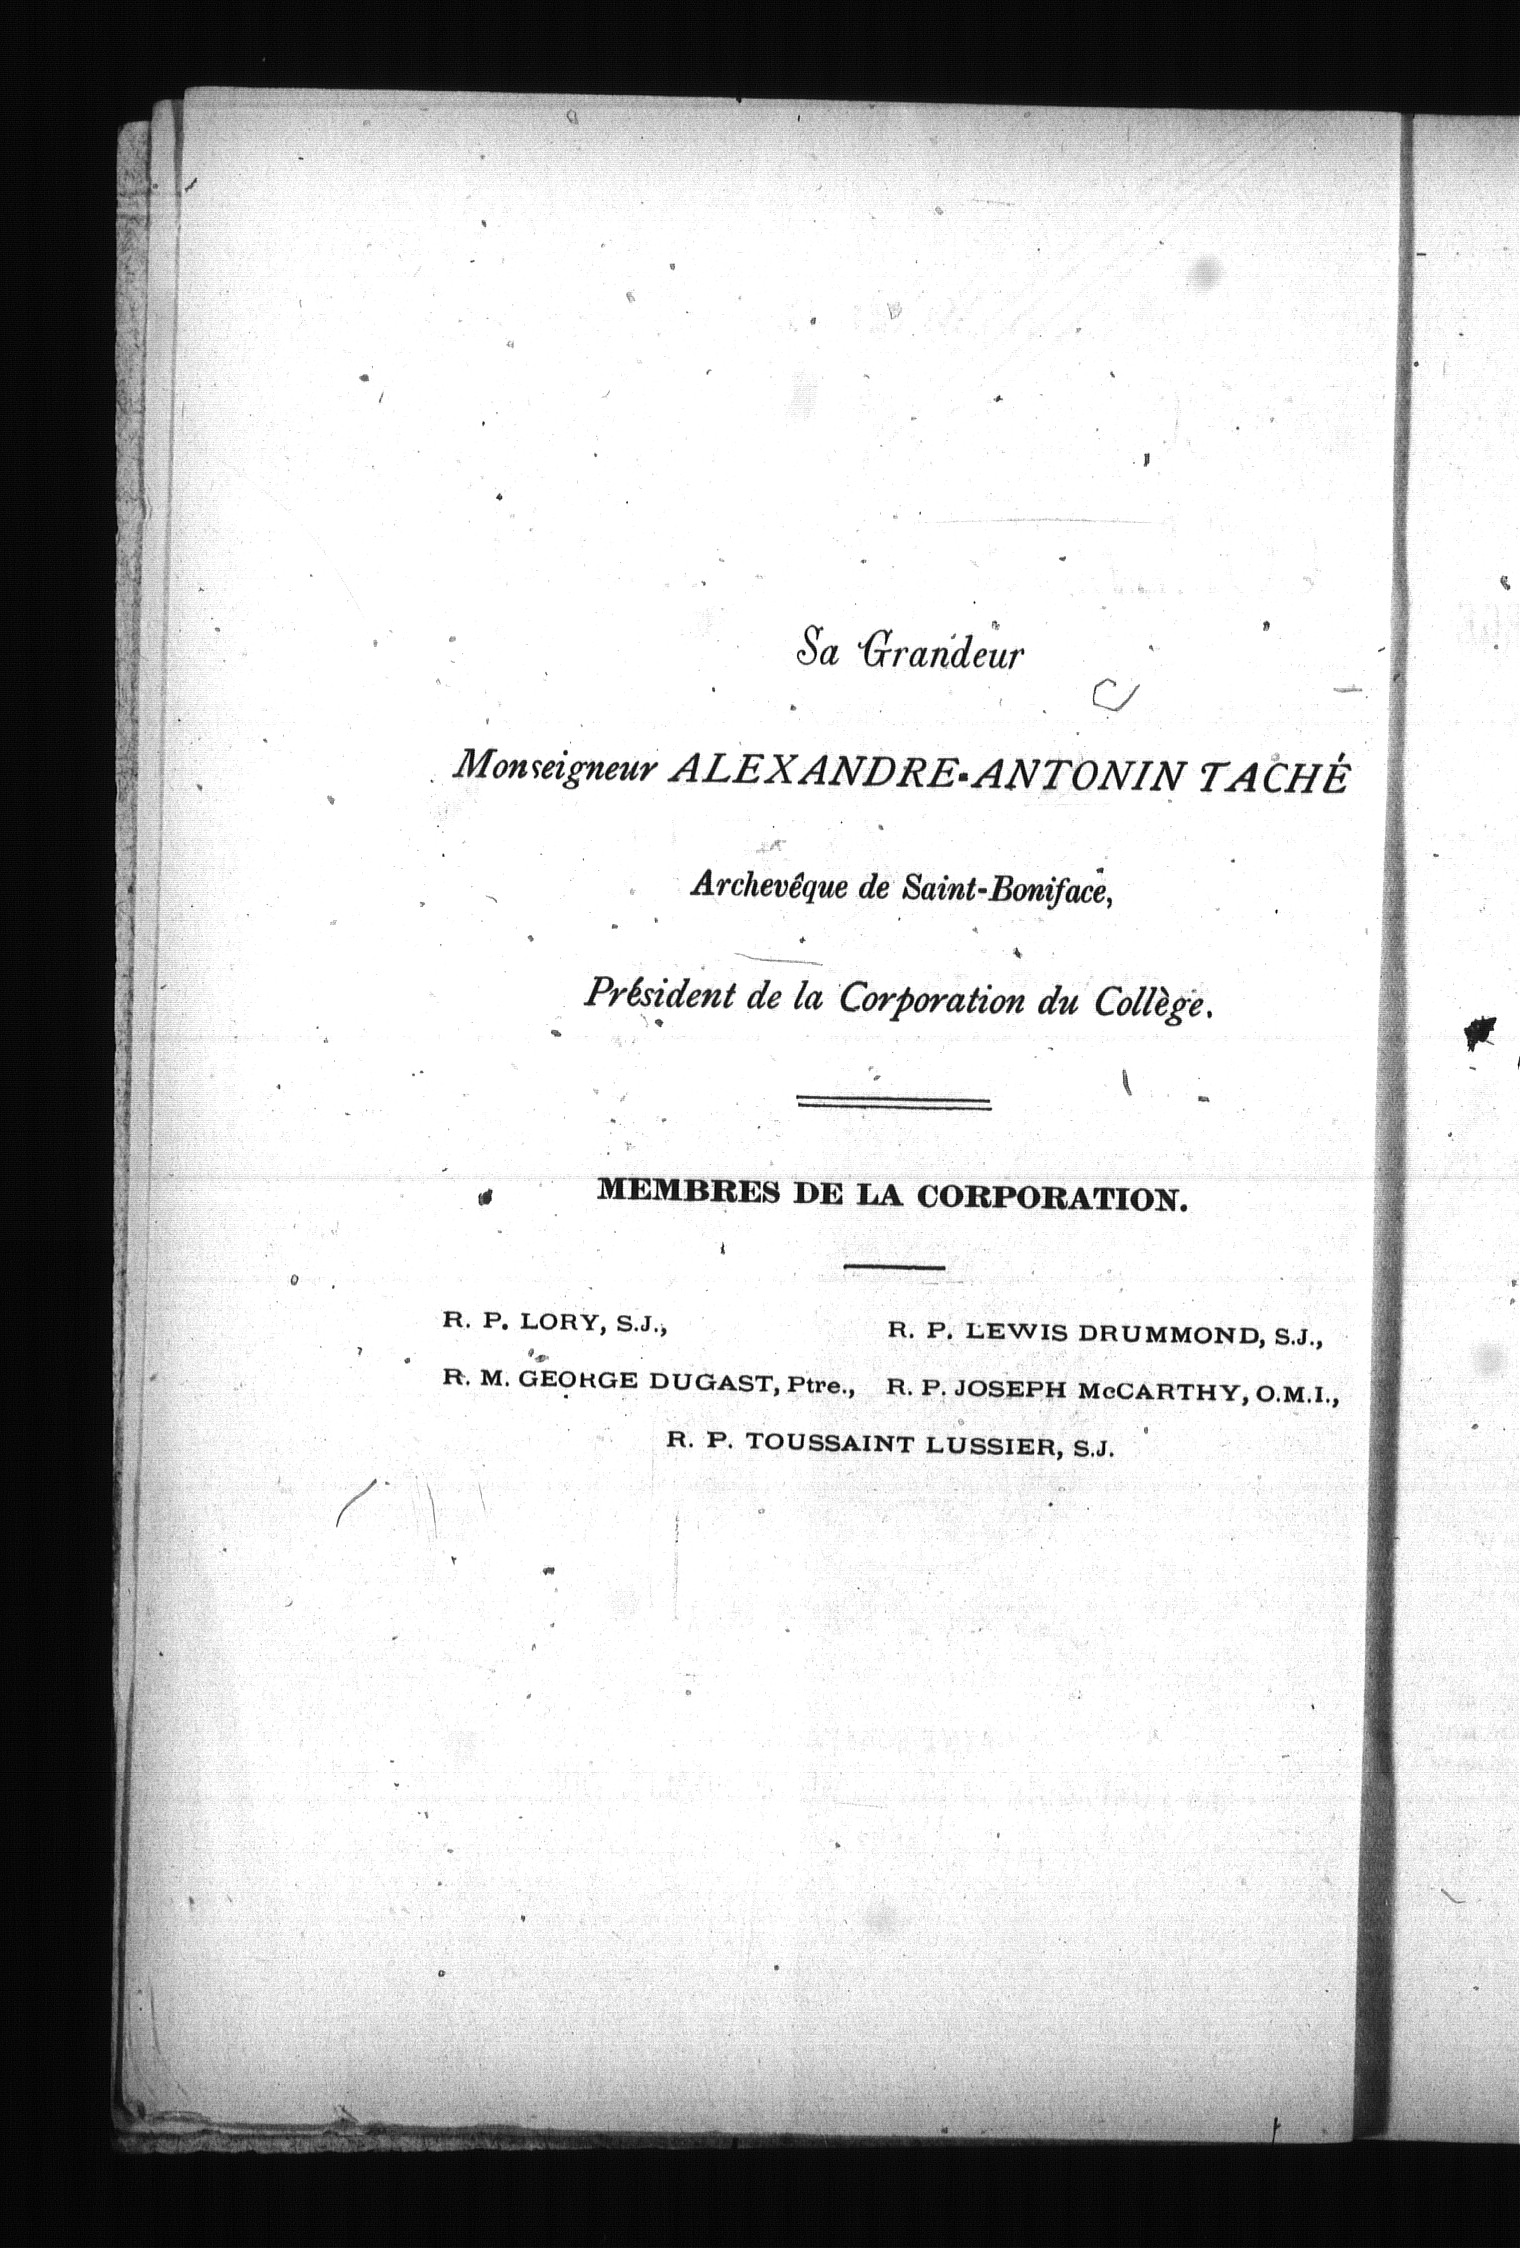 Sa Grandeur
Monseigneur ALEXANDRE-ANTONIN TACHÉ
Archevêque de Saint-Boniface,
Président de la Corporation du Collège.
MEMBRES DE LA CORPORATION.
R. P. LORY, S.J., R. P. LEWIS DRUMMOND, S.J.,
R. M. GEORGE DUGAST, Ptre., R. P. JOSEPH McCARTHY, O.M.I.,
R. P. TOUSSAINT LUSSIER, S.J.